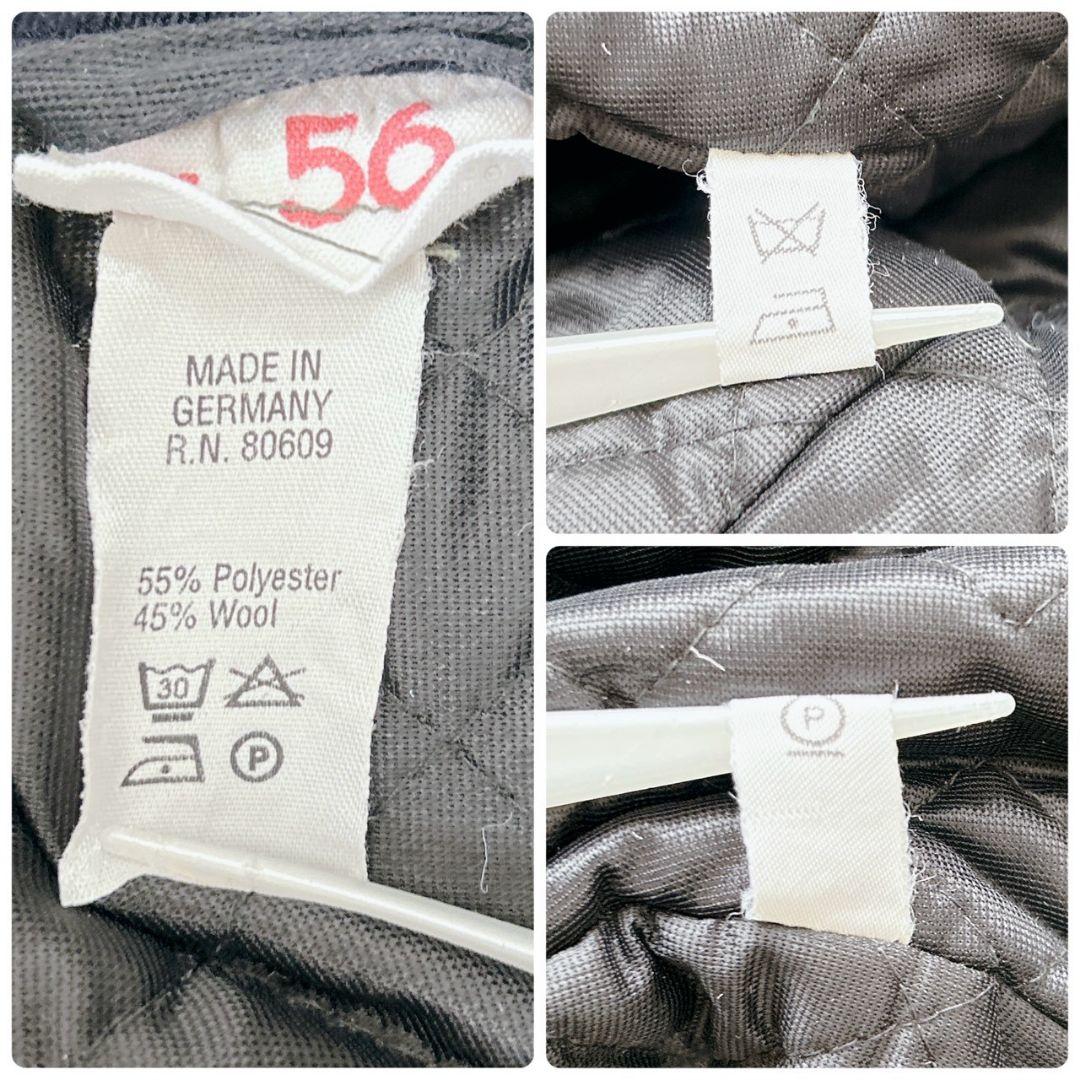 56
MADE IN
GERMANY
R.N. 80609
55% Polyester
45% Wool
30
P
P